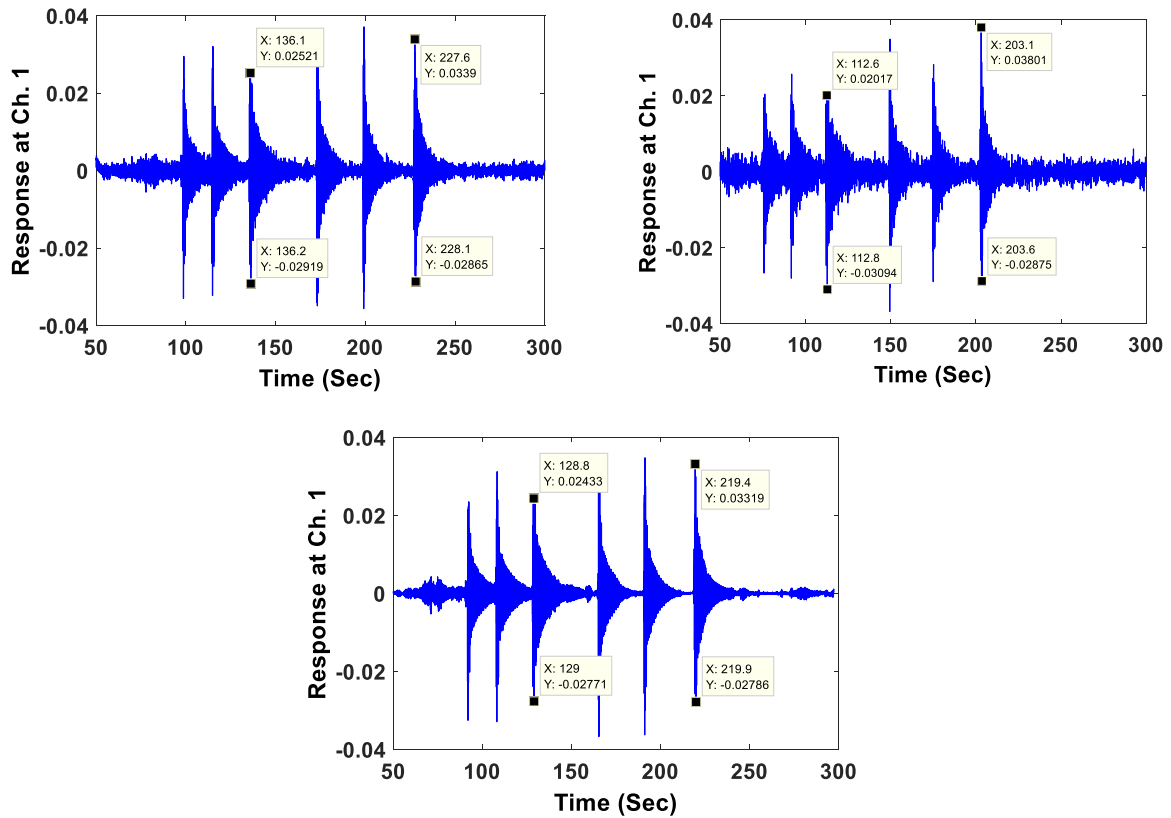 0.04
0.02
0
-0.02
-0.04
Response at Ch. 1
X: 136.1
Y: 0.02521
X: 227.6
Y: 0.0339
X: 136.2
Y: -0.02919
X: 228.1
Y: -0.02865
50 100 150 200 250 300
Time (Sec)
0.04
0.02
0
-0.02
-0.04
Response at Ch. 1
X: 112.6
Y: 0.02017
X: 203.1
Y: 0.03801
X: 112.8
Y: -0.03094
X: 203.6
Y: -0.02875
50 100 150 200 250 300
Time (Sec)
0.04
0.02
0
-0.02
-0.04
Response at Ch. 1
X: 128.8
Y: 0.02433
X: 219.4
Y: 0.03319
X: 129
Y: -0.02771
X: 219.9
Y: -0.02786
50 100 150 200 250 300
Time (Sec)